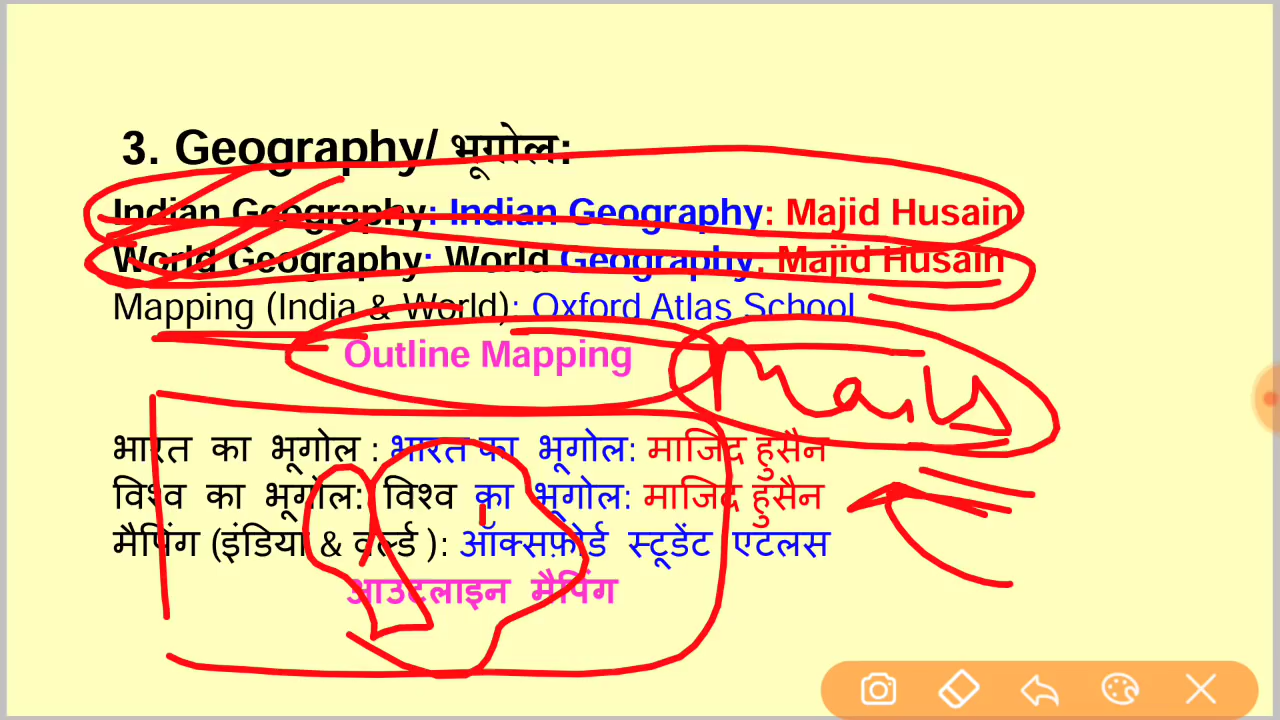 3. Geography/ भूगोल:
Indian Geography: Indian Geography: Majid Husain
World Geography: World Geography: Majid Husain
Mapping (India & World): Oxford Atlas School
Outline Mapping
भारत का भूगोल : भारत का भूगोल: माजिद हुसैन
विश्व का भूगोल: विश्व का भूगोल: माजिद हुसैन
मैपिंग (इंडिया & वर्ल्ड ): ऑक्सफ़ोर्ड स्टूडेंट एटलस
आउटलाइन मैपिंग